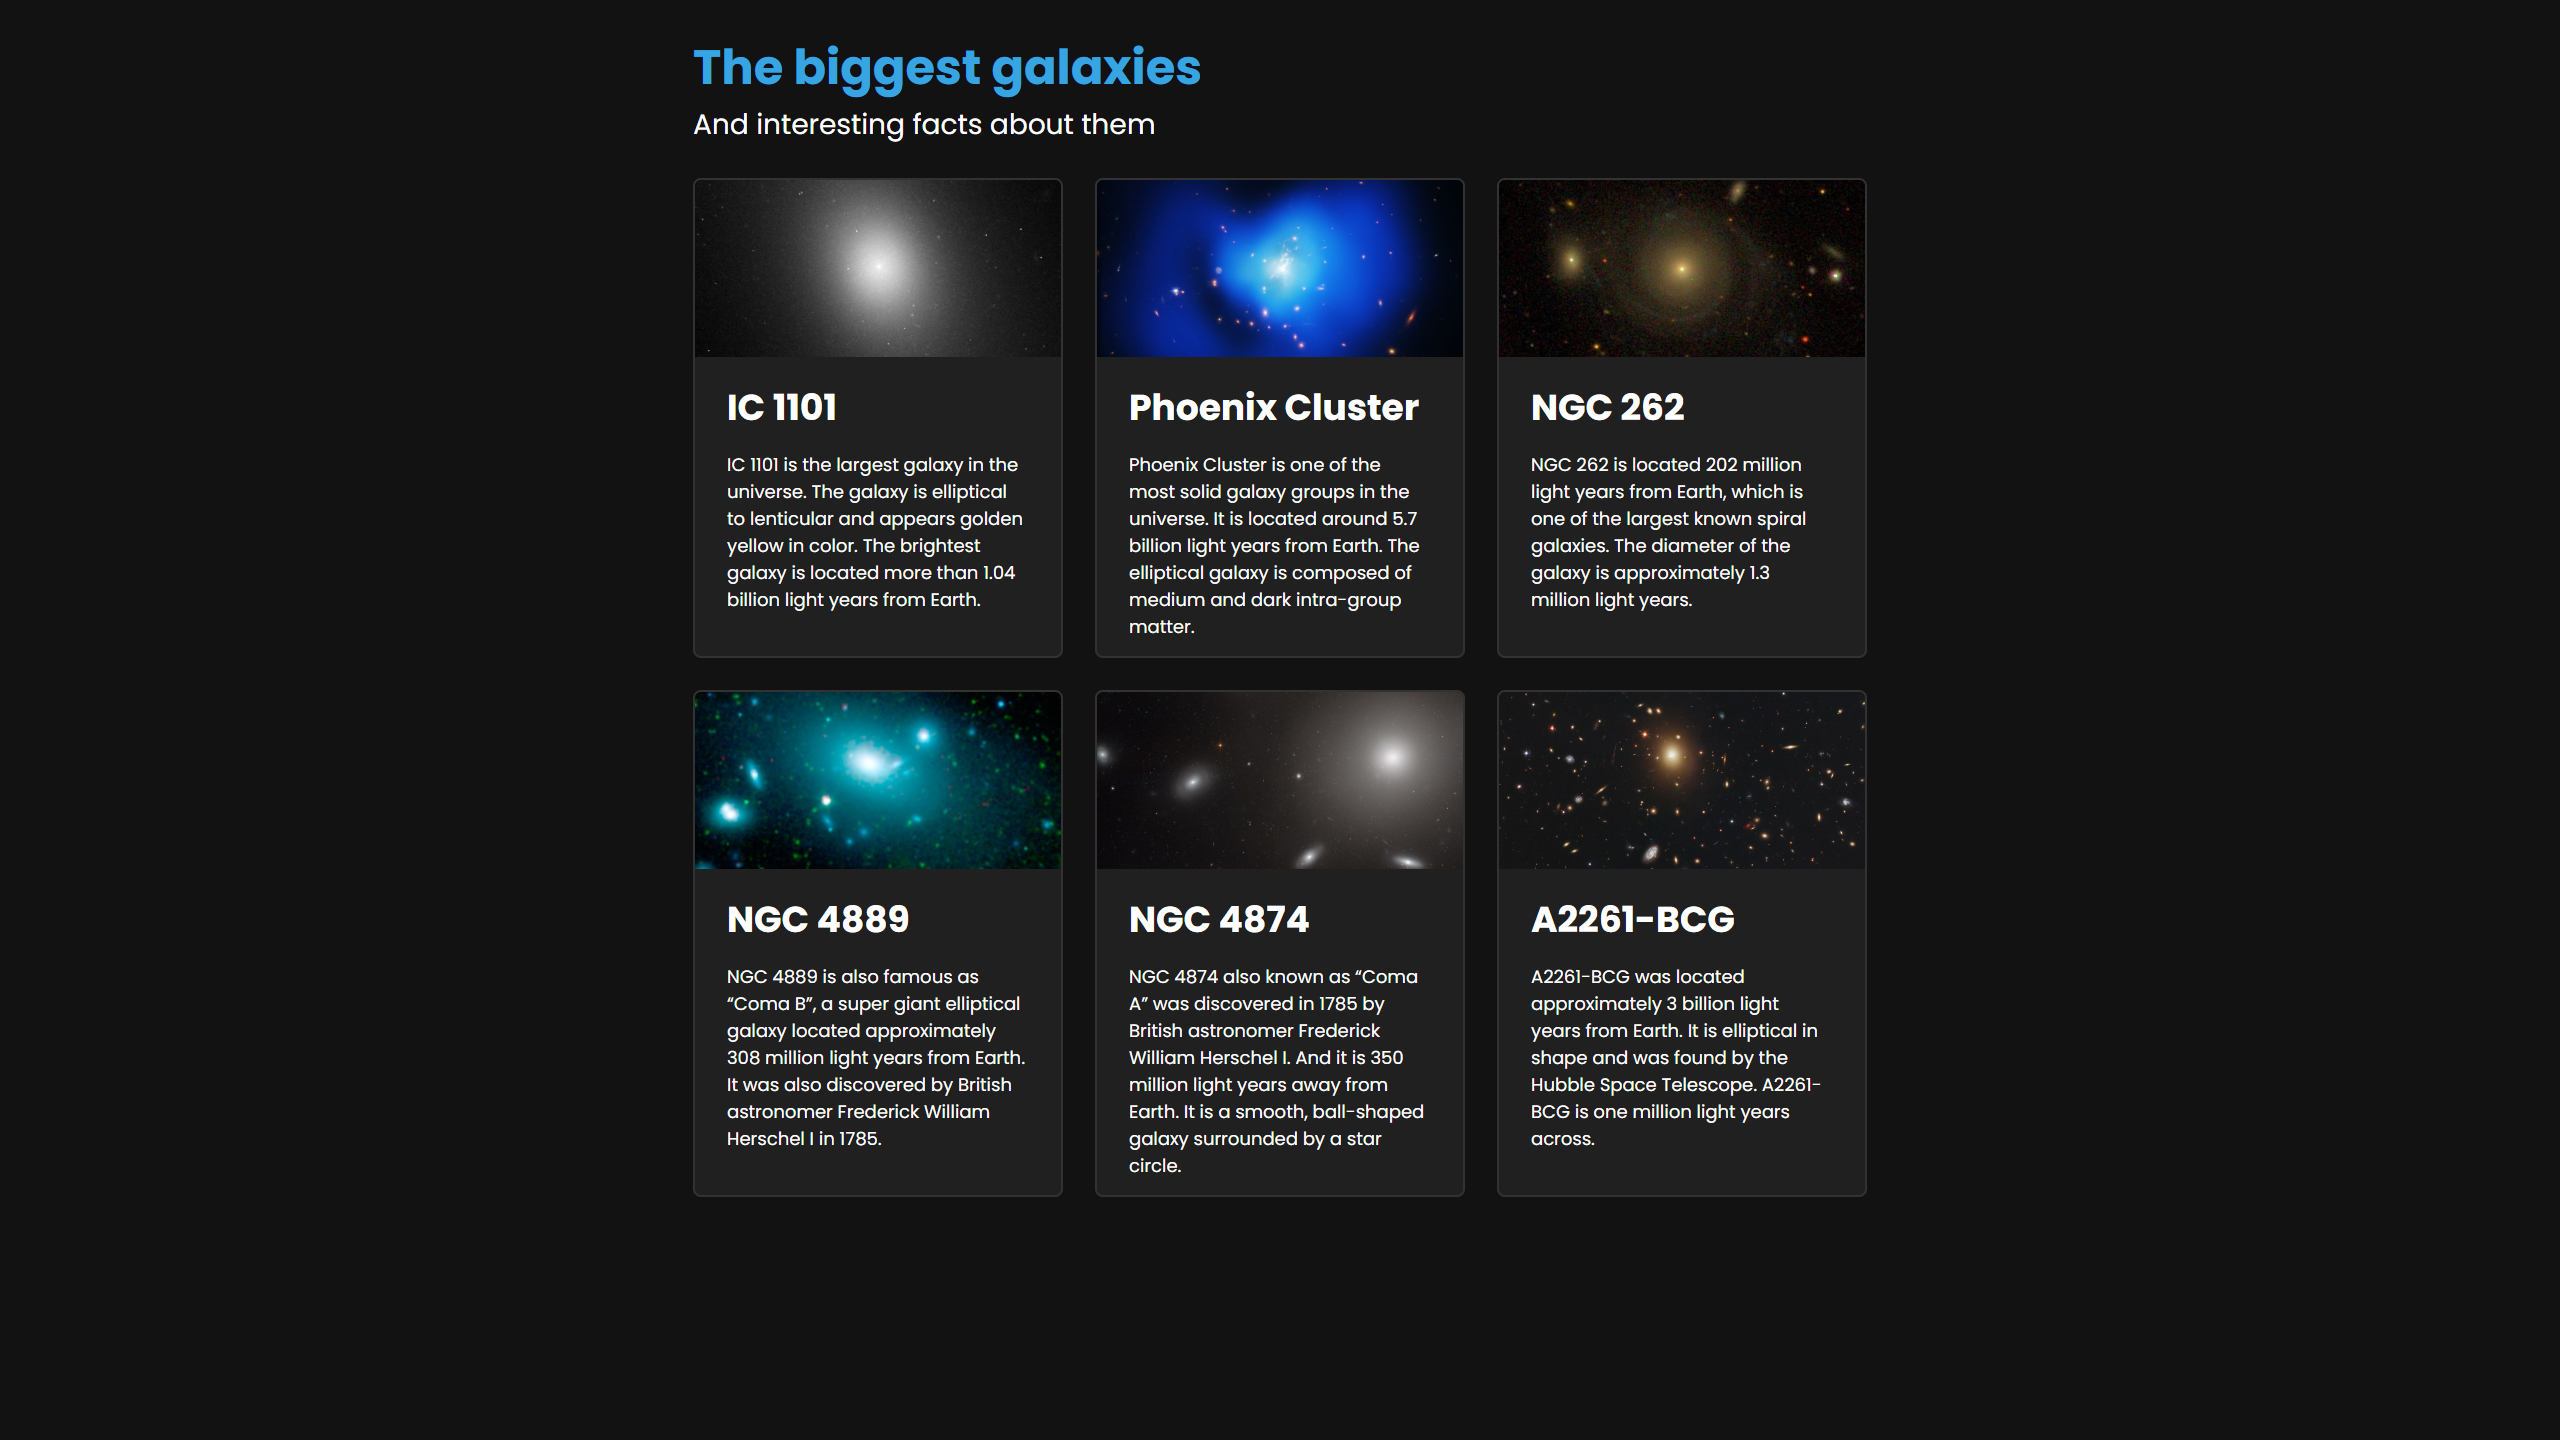 The biggest galaxies
And interesting facts about them
IC 1101
IC 1101 is the largest galaxy in the
universe. The galaxy is elliptical
to lenticular and appears golden
yellow in color. The brightest
galaxy is located more than 1.04
billion light years from Earth.
Phoenix Cluster
Phoenix Cluster is one of the
most solid galaxy groups in the
universe. It is located around 5.7
billion light years from Earth. The
elliptical galaxy is composed of
medium and dark intra-group
matter.
NGC 262
NGC 262 is located 202 million
light years from Earth, which is
one of the largest known spiral
galaxies. The diameter of the
galaxy is approximately 1.3
million light years.
NGC 4889
NGC 4889 is also famous as
“Coma B”, a super giant elliptical
galaxy located approximately
308 million light years from Earth.
It was also discovered by British
astronomer Frederick William
Herschel I in 1785.
NGC 4874
NGC 4874 also known as “Coma
A” was discovered in 1785 by
British astronomer Frederick
William Herschel I. And it is 350
million light years away from
Earth. It is a smooth, ball-shaped
galaxy surrounded by a star
circle.
A2261-BCG
A2261-BCG was located
approximately 3 billion light
years from Earth. It is elliptical in
shape and was found by the
Hubble Space Telescope. A2261-
BCG is one million light years
across.